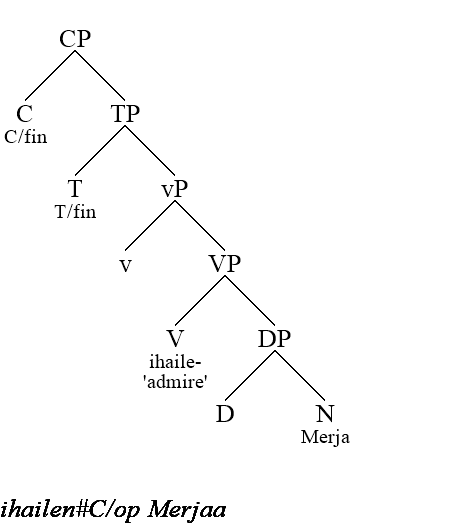 CP
C TP
C/fin
T vP
T/fin
v VP
V DP
ihaile-
'admire'
D N
Merja
ihailen#C/op Merjaa